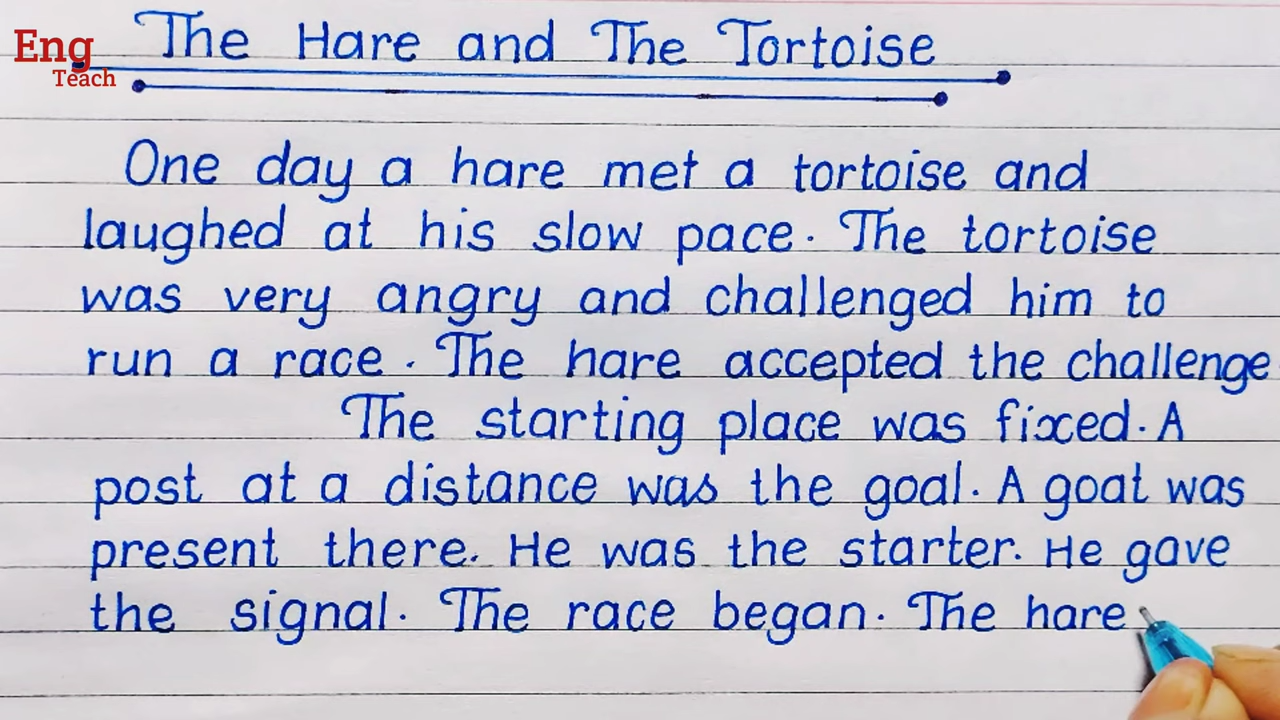 Eng
Teach
The Hare and The Tortoise
One day a hare met a tortoise and
laughed at his slow pace. The tortoise
was very angry and challenged him to
run a race. The hare accepted the challenge
The starting place was fixed. A
post at a distance was the goal. A goat was
present there. He was the starter. He gave
the signal. The race began. The hare